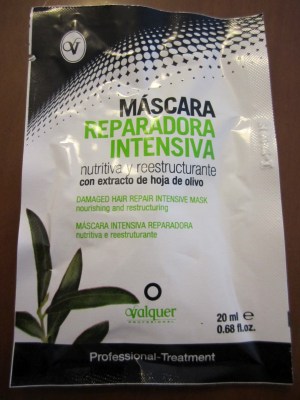 V
MÁSCARA
REPARADORA
INTENSIVA
nutritiva y reestructurante
con extracto de hoja de olivo
DAMAGED HAIR REPAIR INTENSIVE MASK
nourishing and restructuring
MÁSCARA INTENSIVA REPARADORA
nutritiva e reestruturante
Valquer
PROFESSIONAL
20 ml e
0.68 fl.oz.
Professional-Treatment